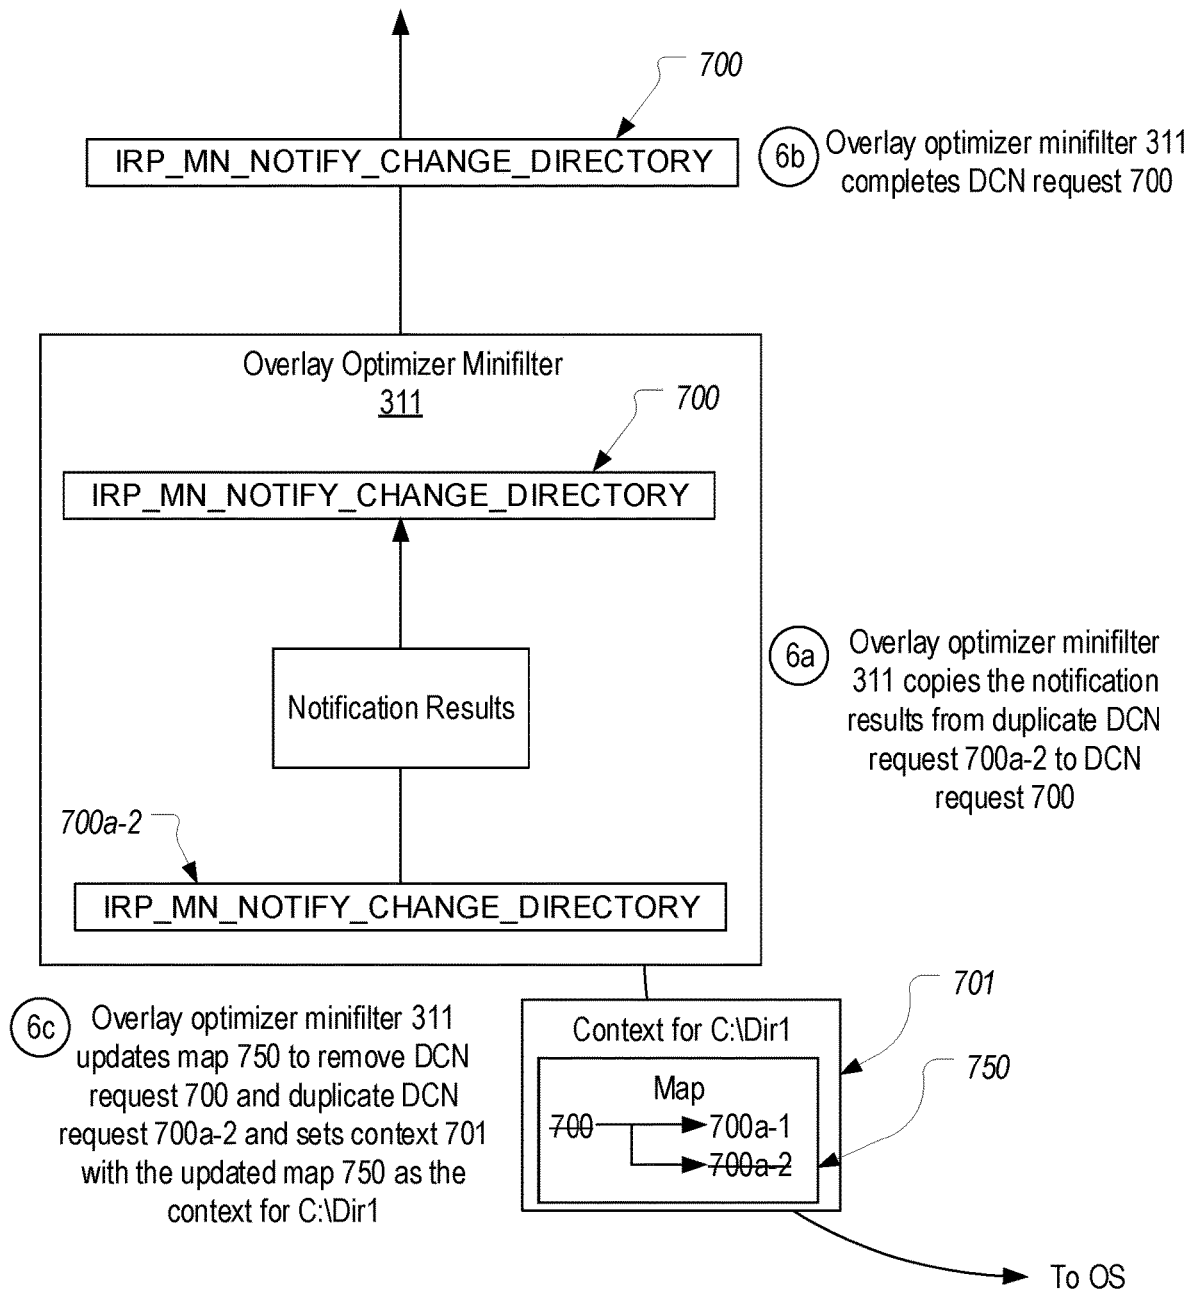 700
IRP_MN_NOTIFY_CHANGE_DIRECTORY
6b
Overlay optimizer minifilter 311
completes DCN request 700
Overlay Optimizer Minifilter
311
700
IRP_MN_NOTIFY_CHANGE_DIRECTORY
6a
Overlay optimizer minifilter
311 copies the notification
results from duplicate DCN
request 700a-2 to DCN
request 700
Notification Results
700a-2
IRP_MN_NOTIFY_CHANGE_DIRECTORY
6c
Overlay optimizer minifilter 311
updates map 750 to remove DCN
request 700 and duplicate DCN
request 700a-2 and sets context 701
with the updated map 750 as the
context for C:\Dir1
701
Context for C:\Dir1
750
Map
700 700a-1
700a-2
To OS